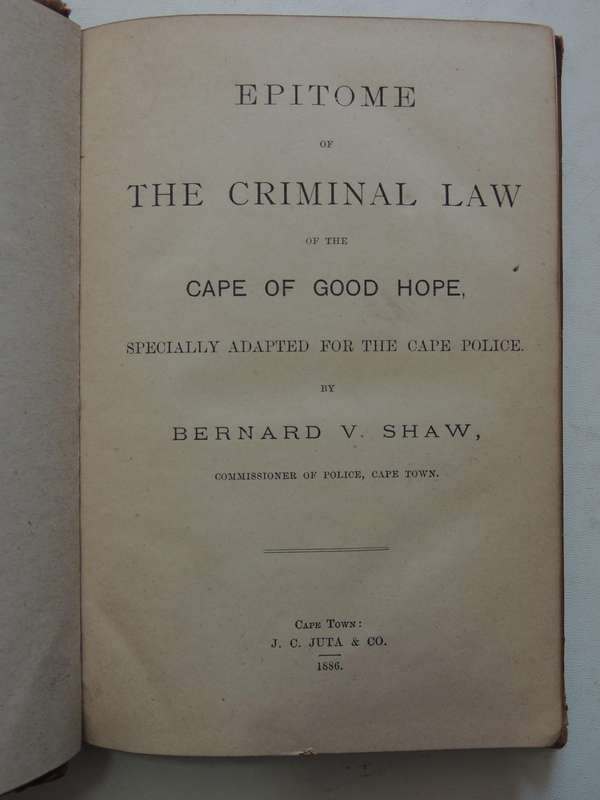 EPITOME
OF
THE CRIMINAL LAW
OF THE
CAPE OF GOOD HOPE,
SPECIALLY ADAPTED FOR THE CAPE POLICE.
BY
BERNARD V. SHAW,
COMMISSIONER OF POLICE, CAPE TOWN.
CAPE TOWN:
J. C. JUTA & CO.
1886.